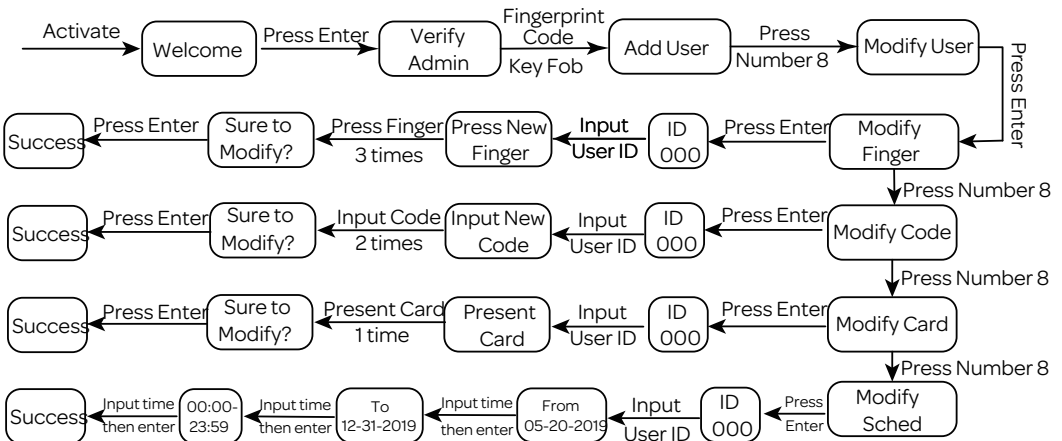 Activate
Welcome
Press Enter
Verify
Admin
Fingerprint
Code
Key Fob
Add User
Press
Number 8
Modify User
Press Enter
Modify
Finger
Press Enter
ID
000
Input
User ID
Press New
Finger
Press Finger
3 times
Sure to
Modify?
Press Enter
Success
Press Number 8
Modify Code
Press Enter
ID
000
Input
User ID
Input New
Code
Input Code
2 times
Sure to
Modify?
Press Enter
Success
Press Number 8
Modify Card
Press Enter
ID
000
Input
User ID
Present
Card
Present Card
1 time
Sure to
Modify?
Press Enter
Success
Press Number 8
Modify
Sched
Press
Enter
ID
000
Input
User ID
From
05-20-2019
Input time
then enter
To
12-31-2019
Input time
then enter
00:00-
23:59
Input time
then enter
Success